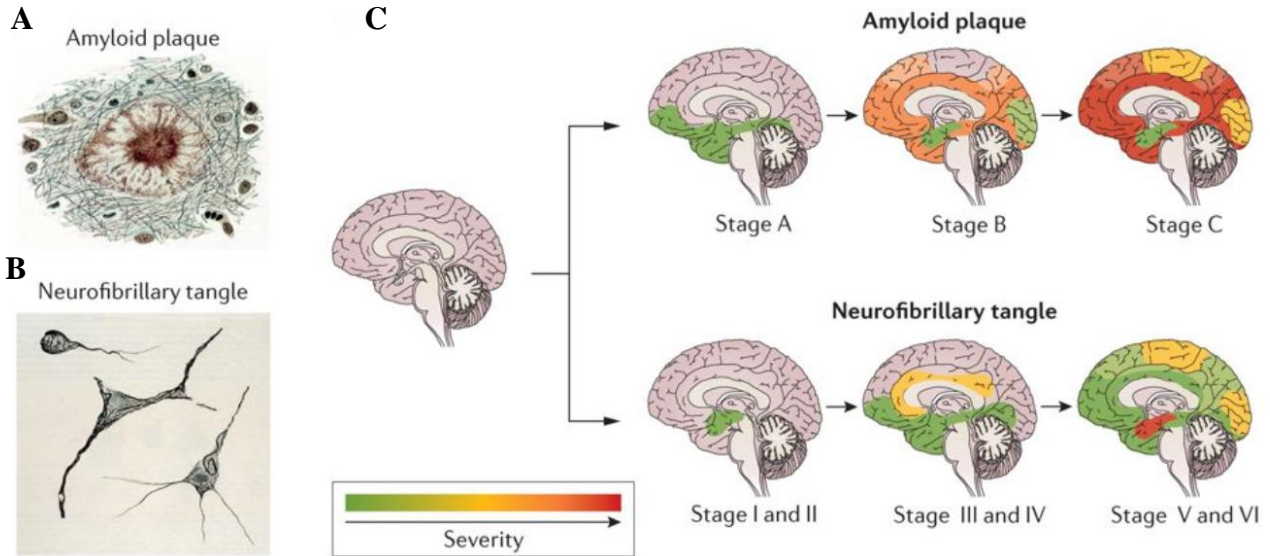 A
Amyloid plaque
B
Neurofibrillary tangle
C
Amyloid plaque
Stage A
Stage B
Stage C
Neurofibrillary tangle
Stage I and II
Stage III and IV
Stage V and VI
Severity